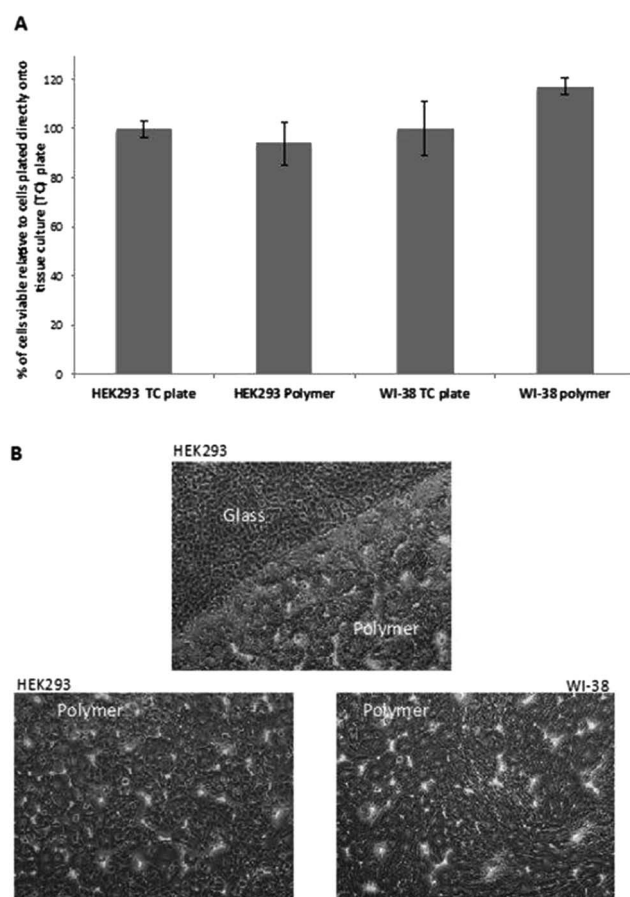 A
% of cells viable relative to cells plated directly onto
tissue culture (TC) plate
120
100
80
60
40
20
0
HEK293 TC plate
HEK293 Polymer
WI-38 TC plate
WI-38 polymer
B
HEK293
Glass
Polymer
HEK293
Polymer
WI-38
Polymer